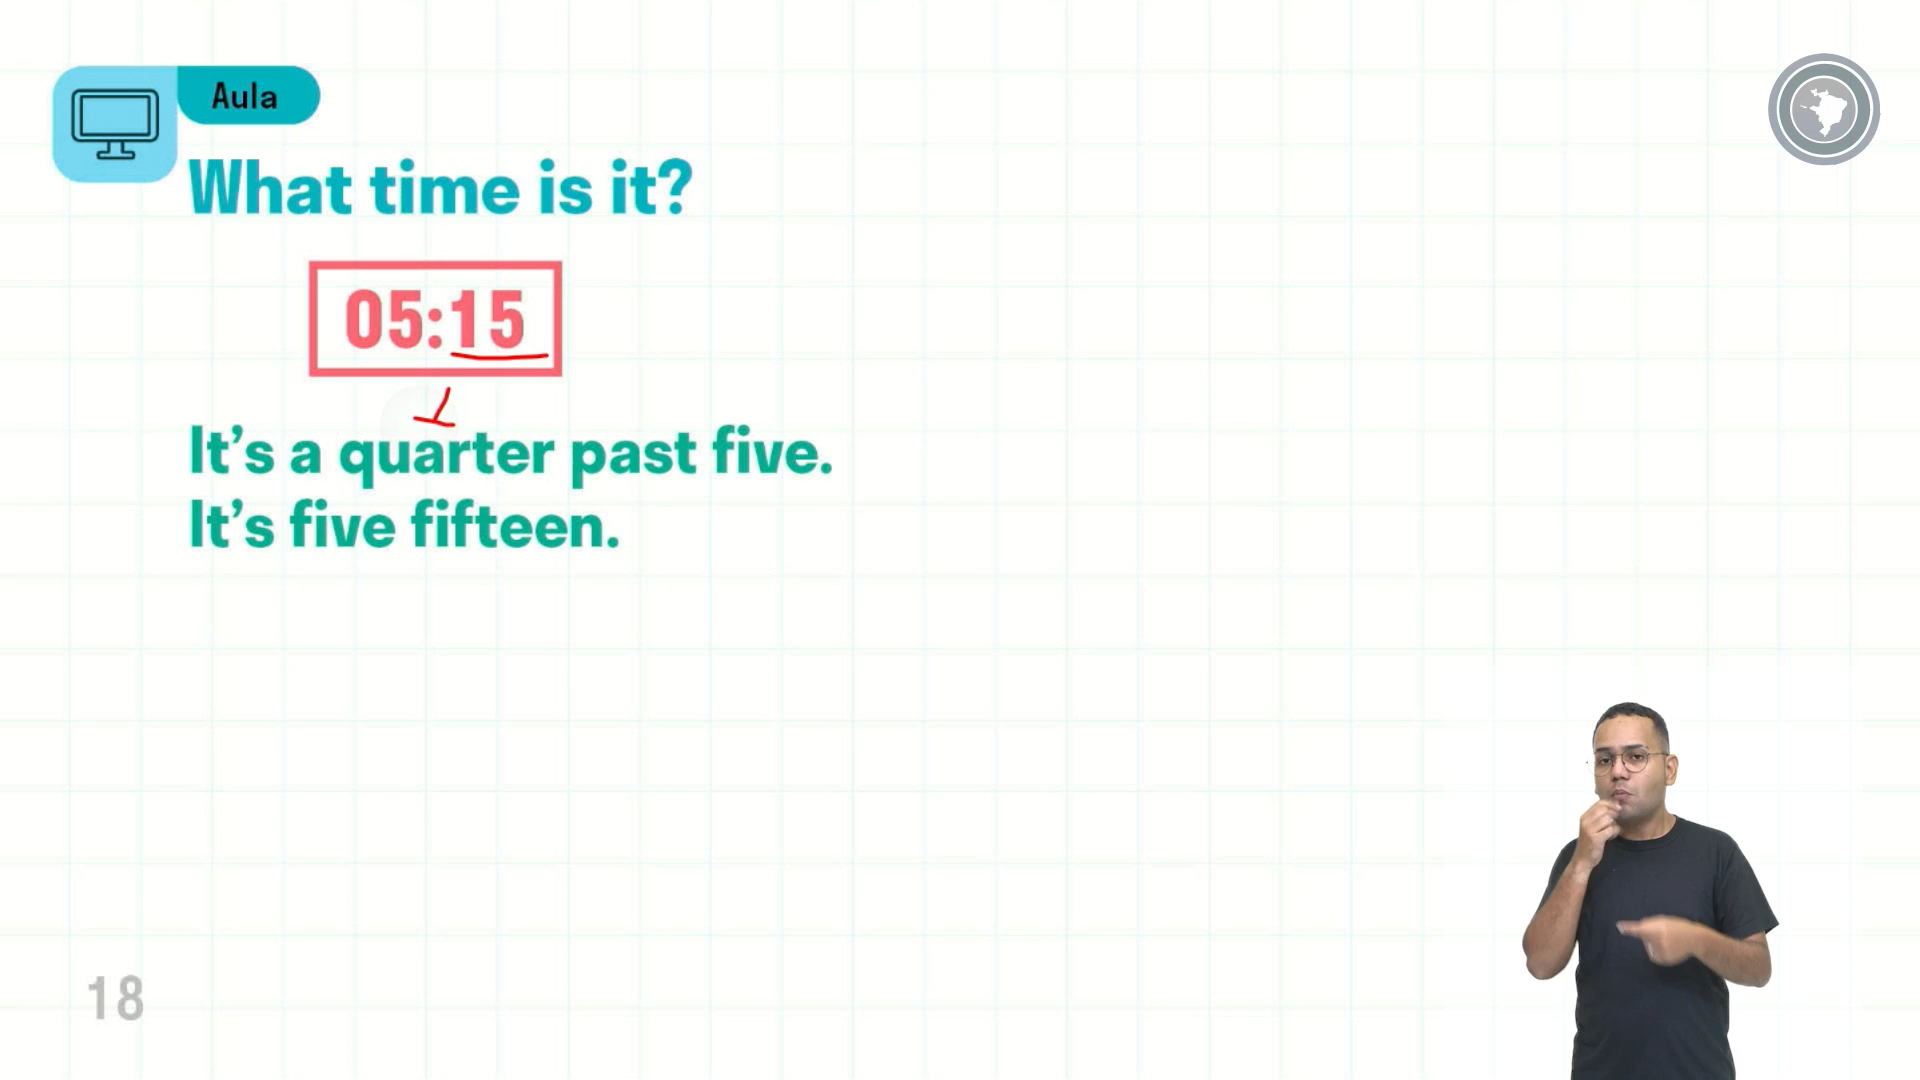 Aula
What time is it?
05:15
It's a quarter past five.
It's five fifteen.
18